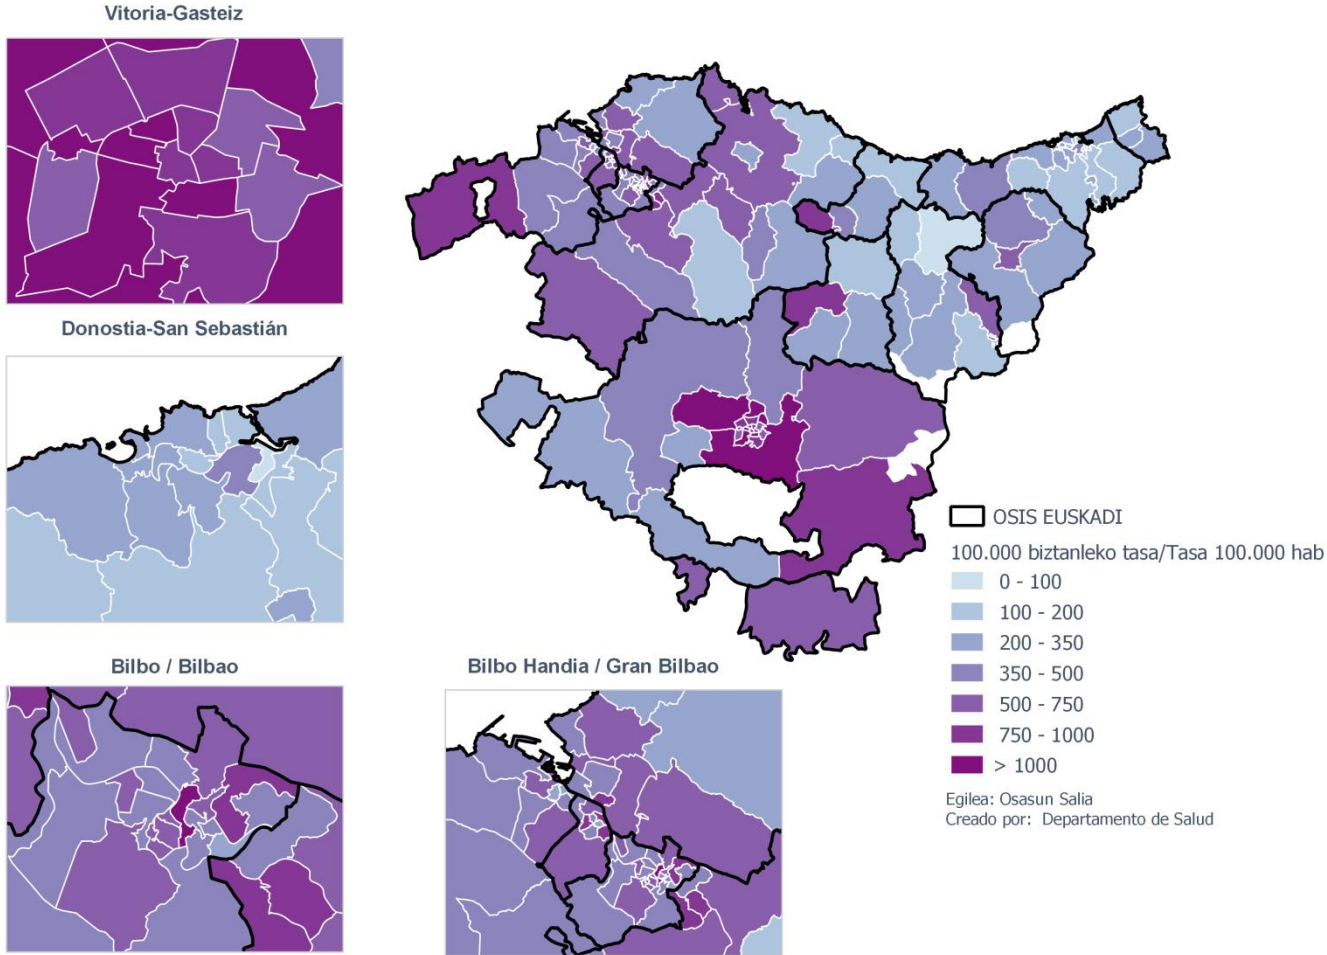 Vitoria-Gasteiz
Donostia-San Sebastián
Bilbo / Bilbao
Bilbo Handia / Gran Bilbao
OSIS EUSKADI
100.000 biztanleko tasa/Tasa 100.000 hab
0 - 100
100 - 200
200 - 350
350 - 500
500 - 750
750 - 1000
> 1000
Egilea: Osasun Salia
Creado por: Departamento de Salud